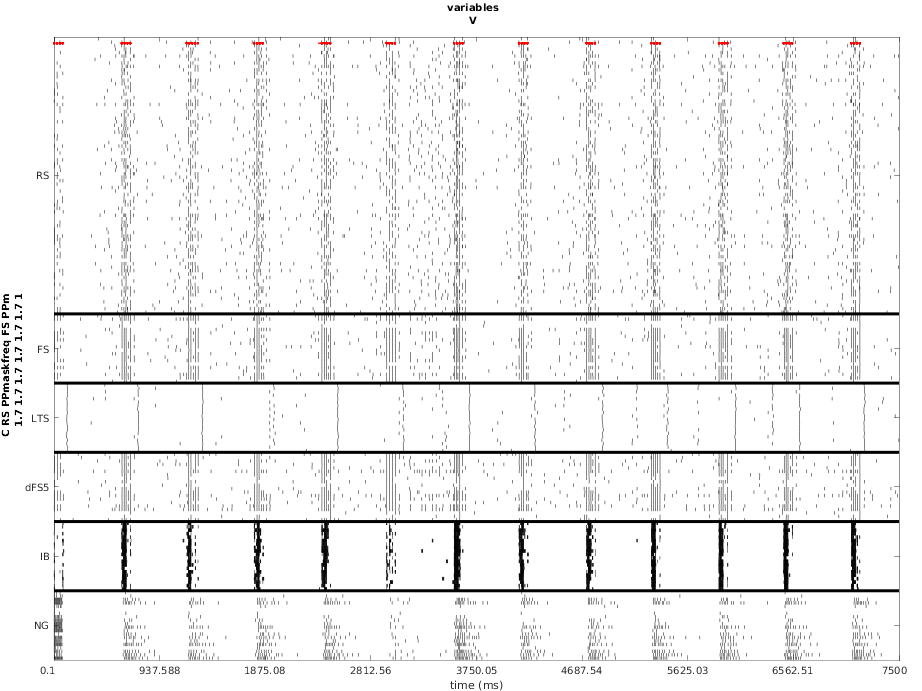 variables
V
C RS PPmaskfreq FS PPm
1.7 1.7 1.7 1.7 1.7 1.7 1
RS
FS
LTS
dFS5
IB
NG
0.1 937.588 1875.08 2812.56 3750.05 4687.54 5625.03 6562.51 7500
time (ms)